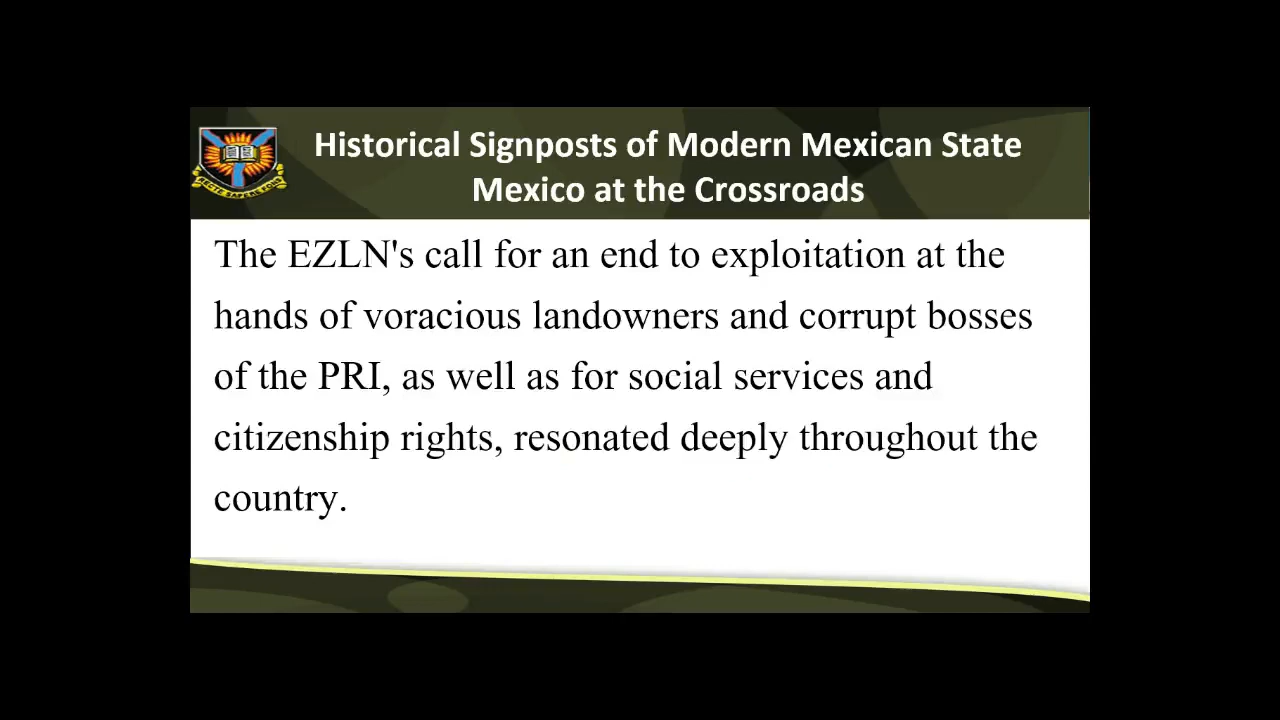 Historical Signposts of Modern Mexican State
Mexico at the Crossroads
The EZLN's call for an end to exploitation at the
hands of voracious landowners and corrupt bosses
of the PRI, as well as for social services and
citizenship rights, resonated deeply throughout the
country.